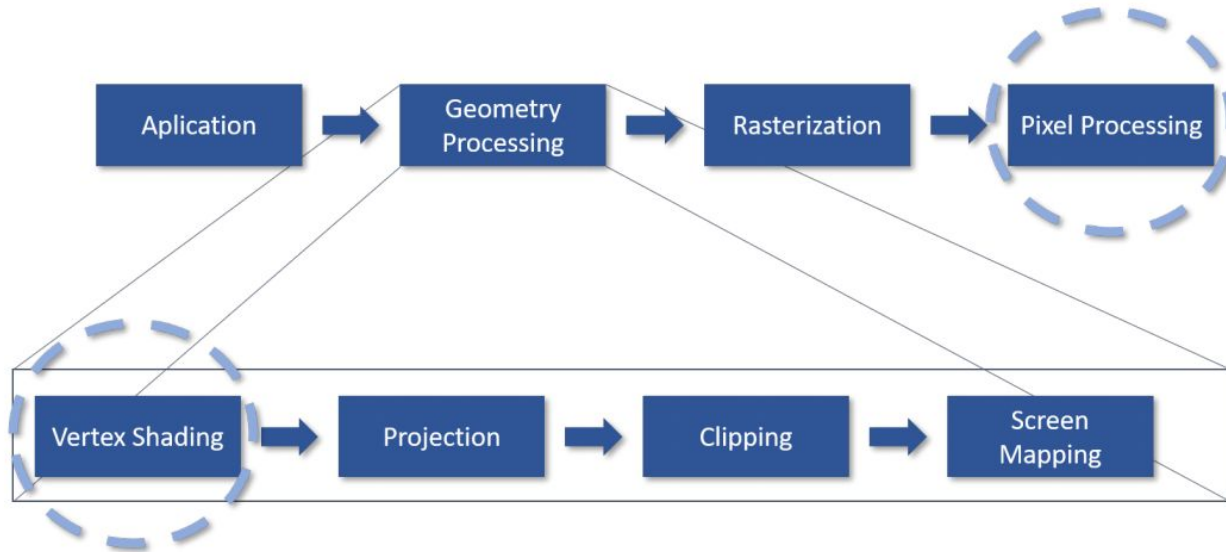 Aplication
Geometry
Processing
Rasterization
Pixel Processing
Vertex Shading
Projection
Clipping
Screen
Mapping